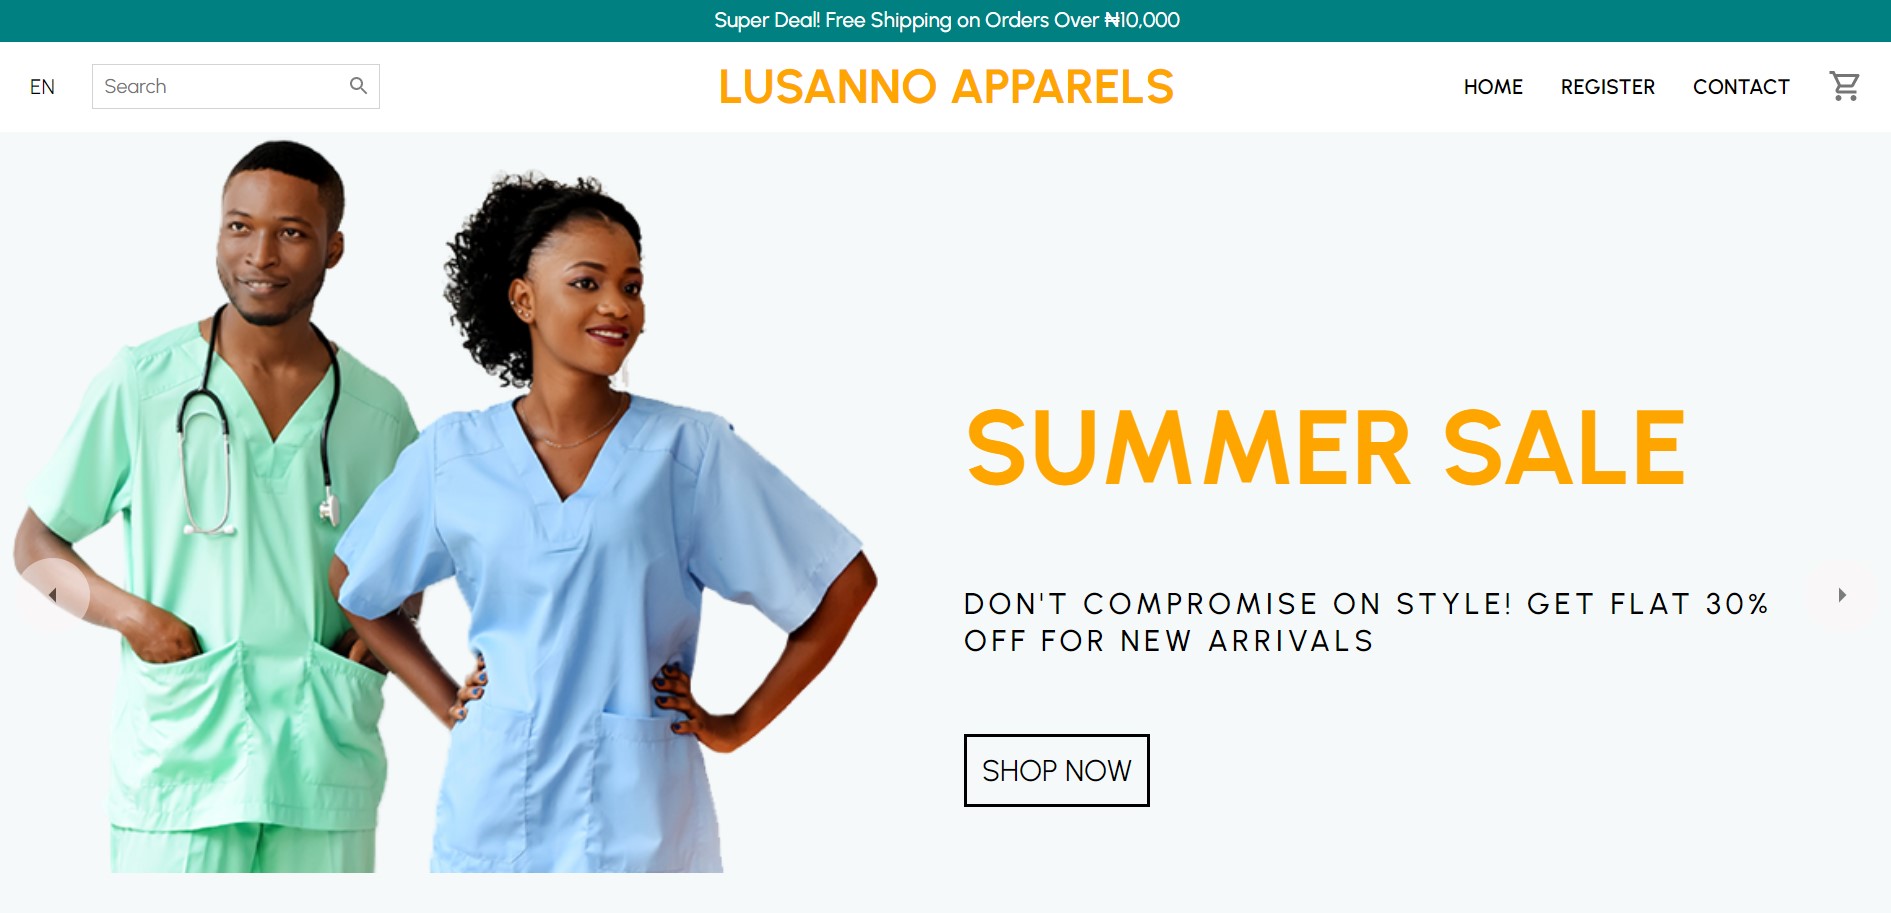 Super Deal! Free Shipping on Orders Over ₦10,000
EN
Search
LUSANNO APPARELS
HOME
REGISTER
CONTACT
SUMMER SALE
DON'T COMPROMISE ON STYLE! GET FLAT 30%
OFF FOR NEW ARRIVALS
SHOP NOW